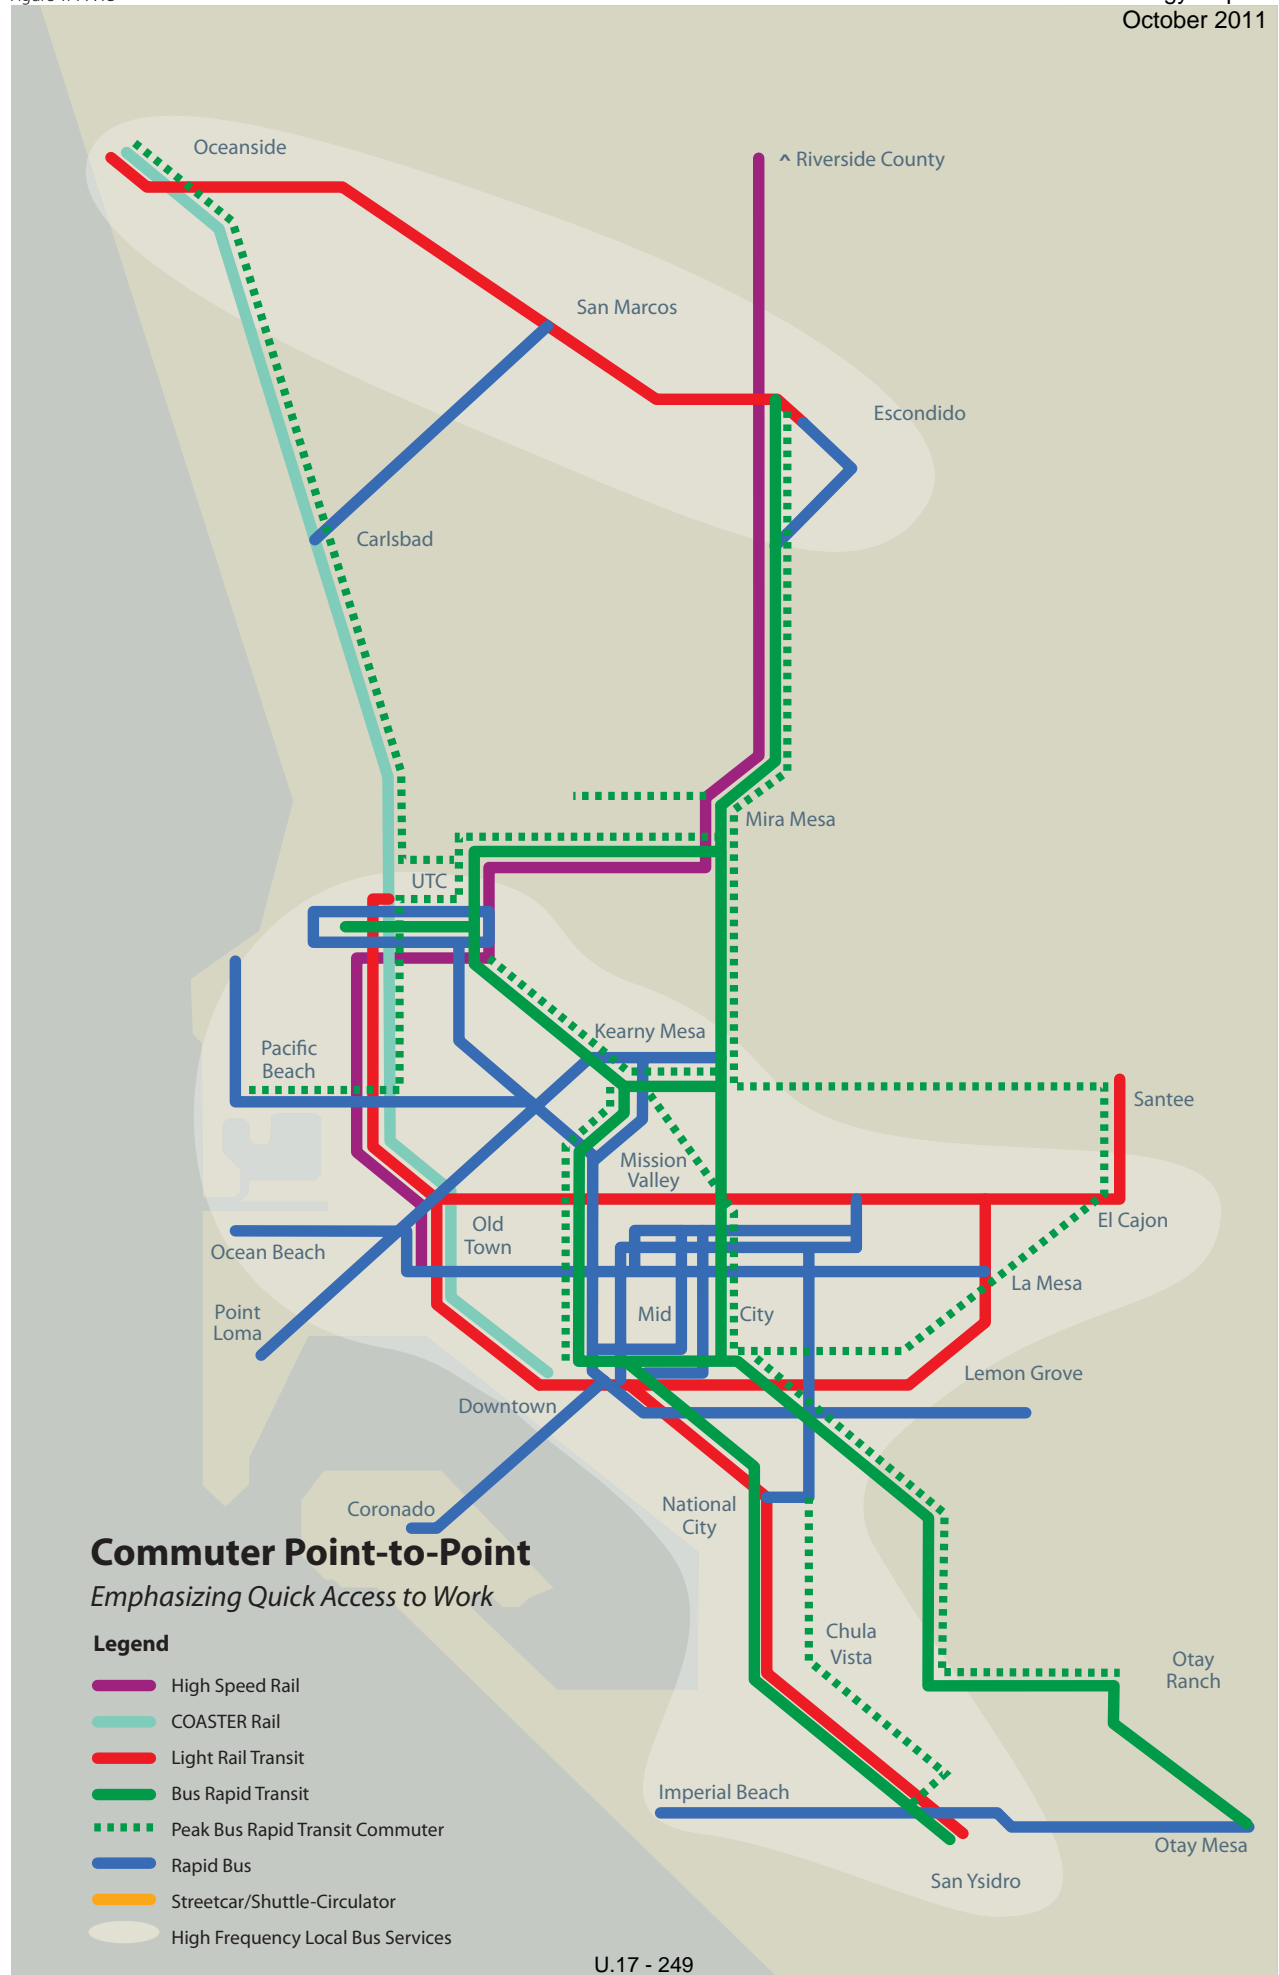 October 2011
Oceanside
^ Riverside County
San Marcos
Escondido
Carlsbad
Mira Mesa
UTC
Kearny Mesa
Pacific
Beach
Santee
Mission
Valley
El Cajon
Old
Town
Ocean Beach
La Mesa
Point
Loma
Mid City
Lemon Grove
Downtown
National
City
Coronado
Commuter Point-to-Point
Emphasizing Quick Access to Work
Legend
High Speed Rail
COASTER Rail
Light Rail Transit
Bus Rapid Transit
Peak Bus Rapid Transit Commuter
Rapid Bus
Streetcar/Shuttle-Circulator
High Frequency Local Bus Services
Chula
Vista
Otay
Ranch
Imperial Beach
Otay Mesa
San Ysidro
U.17 - 249